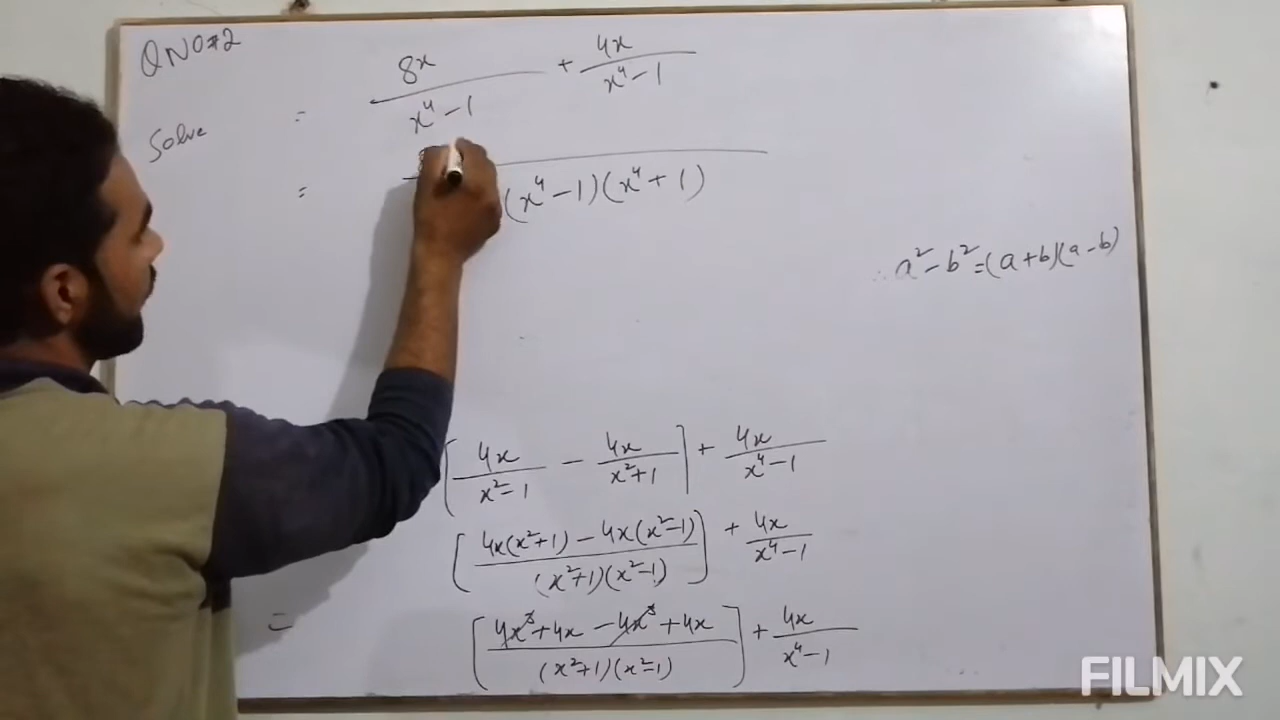 QNO#2
Solve
= 8x/(x⁴-1) + 4x/(x⁴-1)
= (x⁴-1)(x⁴+1)
∴ a²-b²=(a+b)(a-b)
[4x/(x²-1) - 4x/(x²+1)] + 4x/(x⁴-1)
[(4x(x²+1) - 4x(x²-1))/((x²+1)(x²-1))] + 4x/(x⁴-1)
= [(4x³+4x-4x³+4x)/((x²+1)(x²-1))] + 4x/(x⁴-1)
FILMIX